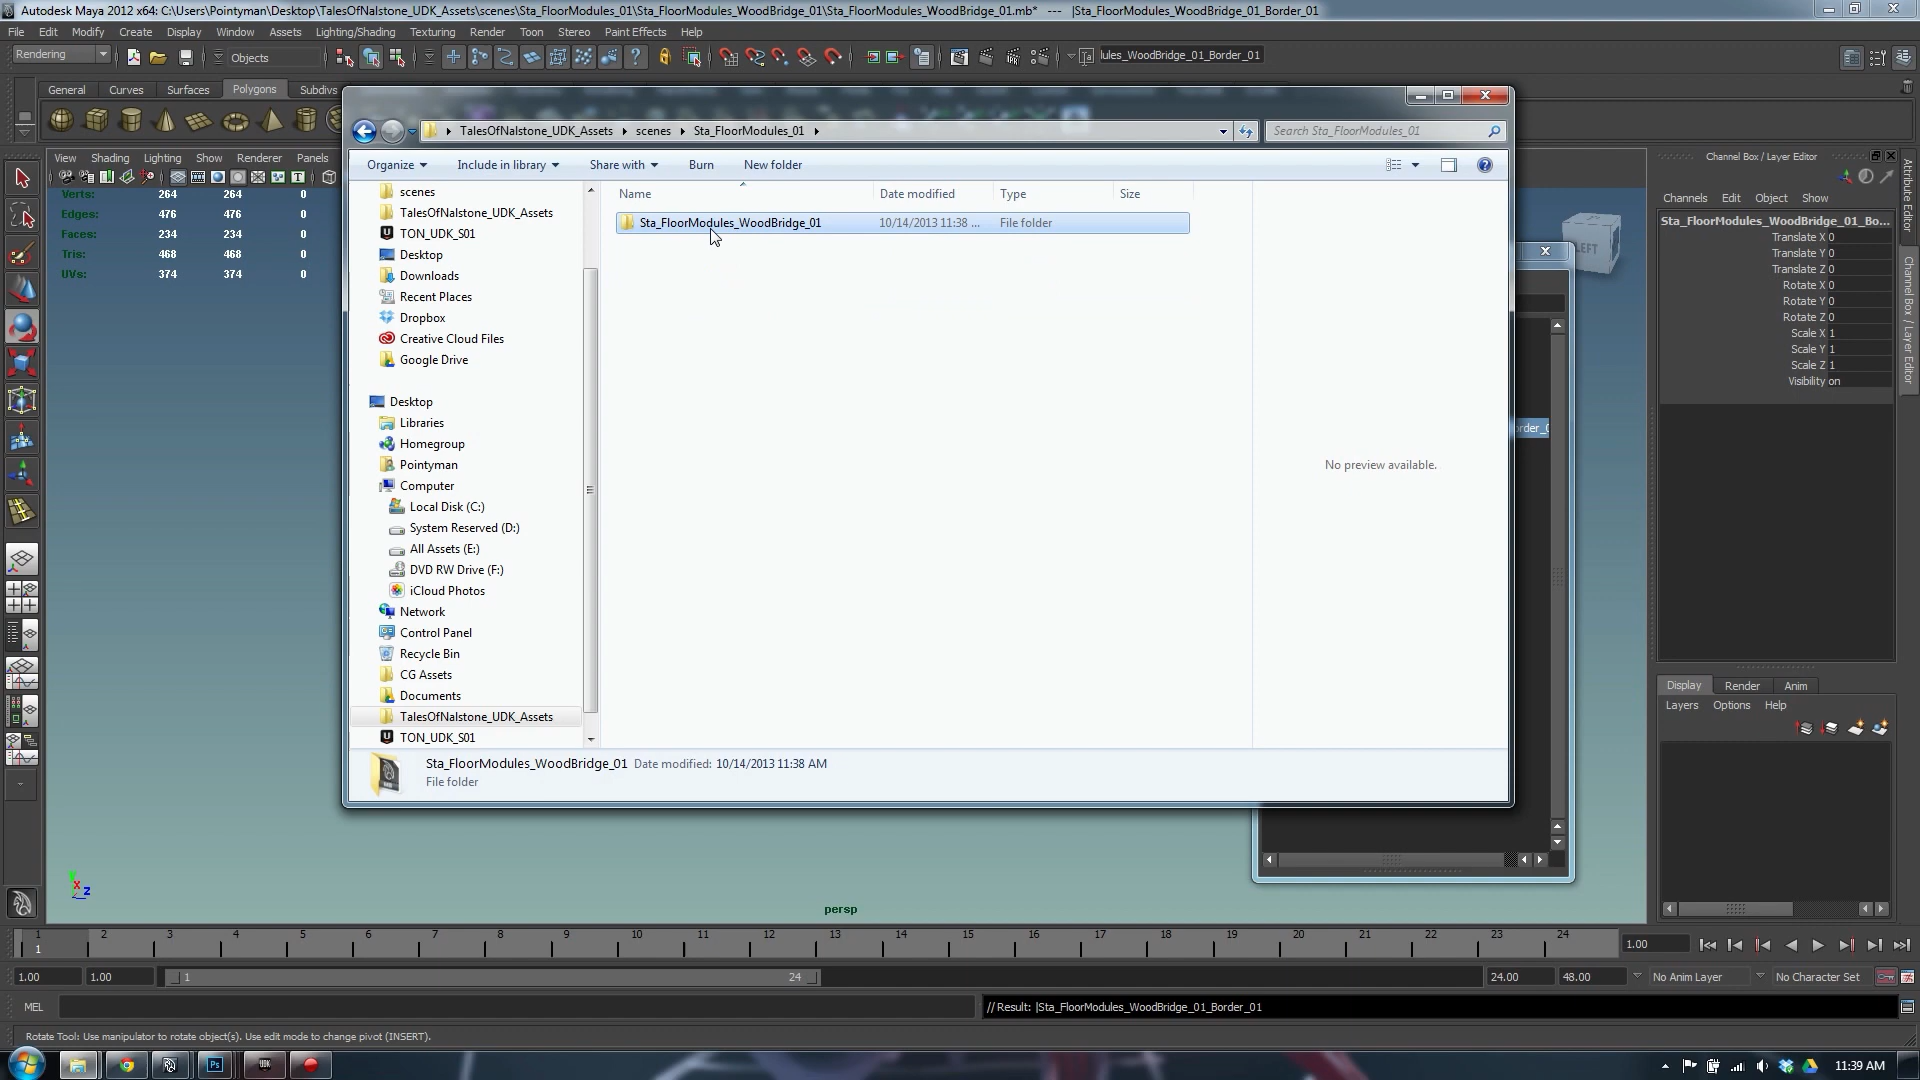 Autodesk Maya 2012 x64: C:\Users\Pointyman\Desktop\TalesOfNalstone_UDK_Assets\scenes\Sta_FloorModules_01\Sta_FloorModules_WoodBridge_01\Sta_FloorModules_WoodBridge_01.mb* --- |Sta_FloorModules_WoodBridge_01_Border_01
File Edit Modify Create Display Window Assets Lighting/Shading Texturing Render Toon Stereo Paint Effects Help
Rendering Objects ules_WoodBridge_01_Border_01
General Curves Surfaces Polygons Subdivs
TalesOfNalstone_UDK_Assets scenes Sta_FloorModules_01 Search Sta_FloorModules_01
Organize Include in library Share with Burn New folder
View Shading Lighting Show Renderer Panels
Verts: 264 264 0
Edges: 476 476 0
Faces: 234 234 0
Tris: 468 468 0
UVs: 374 374 0
scenes
TalesOfNalstone_UDK_Assets
TON_UDK_S01
Desktop
Downloads
Recent Places
Dropbox
Creative Cloud Files
Google Drive
Desktop
Libraries
Homegroup
Pointyman
Computer
Local Disk (C:)
System Reserved (D:)
All Assets (E:)
DVD RW Drive (F:)
iCloud Photos
Network
Control Panel
Recycle Bin
CG Assets
Documents
TalesOfNalstone_UDK_Assets
TON_UDK_S01
Name Date modified Type Size
Sta_FloorModules_WoodBridge_01 10/14/2013 11:38 ... File folder
No preview available.
Sta_FloorModules_WoodBridge_01 Date modified: 10/14/2013 11:38 AM
File folder
LEFT
Channel Box / Layer Editor
Channels Edit Object Show
Sta_FloorModules_WoodBridge_01_Bo...
Translate X 0
Translate Y 0
Translate Z 0
Rotate X 0
Rotate Y 0
Rotate Z 0
Scale X 1
Scale Y 1
Scale Z 1
Visibility on
Attribute Editor
Channel Box / Layer Editor
Display Render Anim
Layers Options Help
x z
persp
1 2 3 4 5 6 7 8 9 10 11 12 13 14 15 16 17 18 19 20 21 22 23 24
1
1.00
1.00 1.00 1 24 24.00 48.00 No Anim Layer No Character Set
MEL // Result: |Sta_FloorModules_WoodBridge_01_Border_01
Rotate Tool: Use manipulator to rotate object(s). Use edit mode to change pivot (INSERT).
Ps UDK 11:39 AM